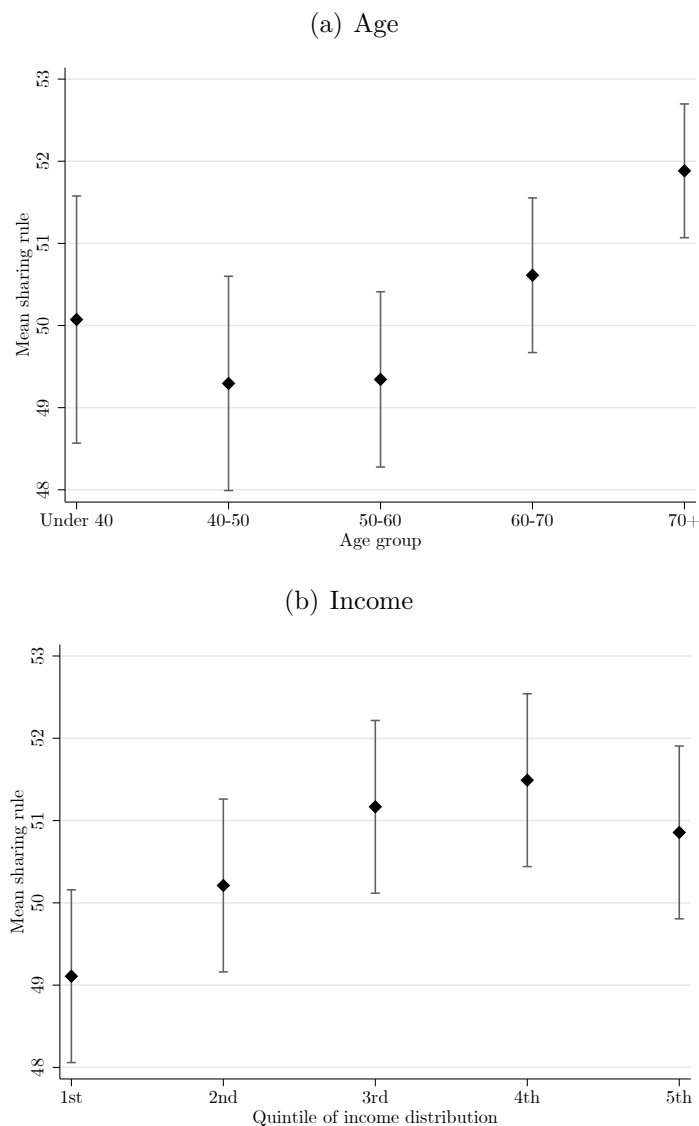 (a) Age
53
52
51
50
49
48
Mean sharing rule
Under 40 40-50 50-60 60-70 70+
Age group
(b) Income
53
52
51
50
49
48
Mean sharing rule
1st 2nd 3rd 4th 5th
Quintile of income distribution